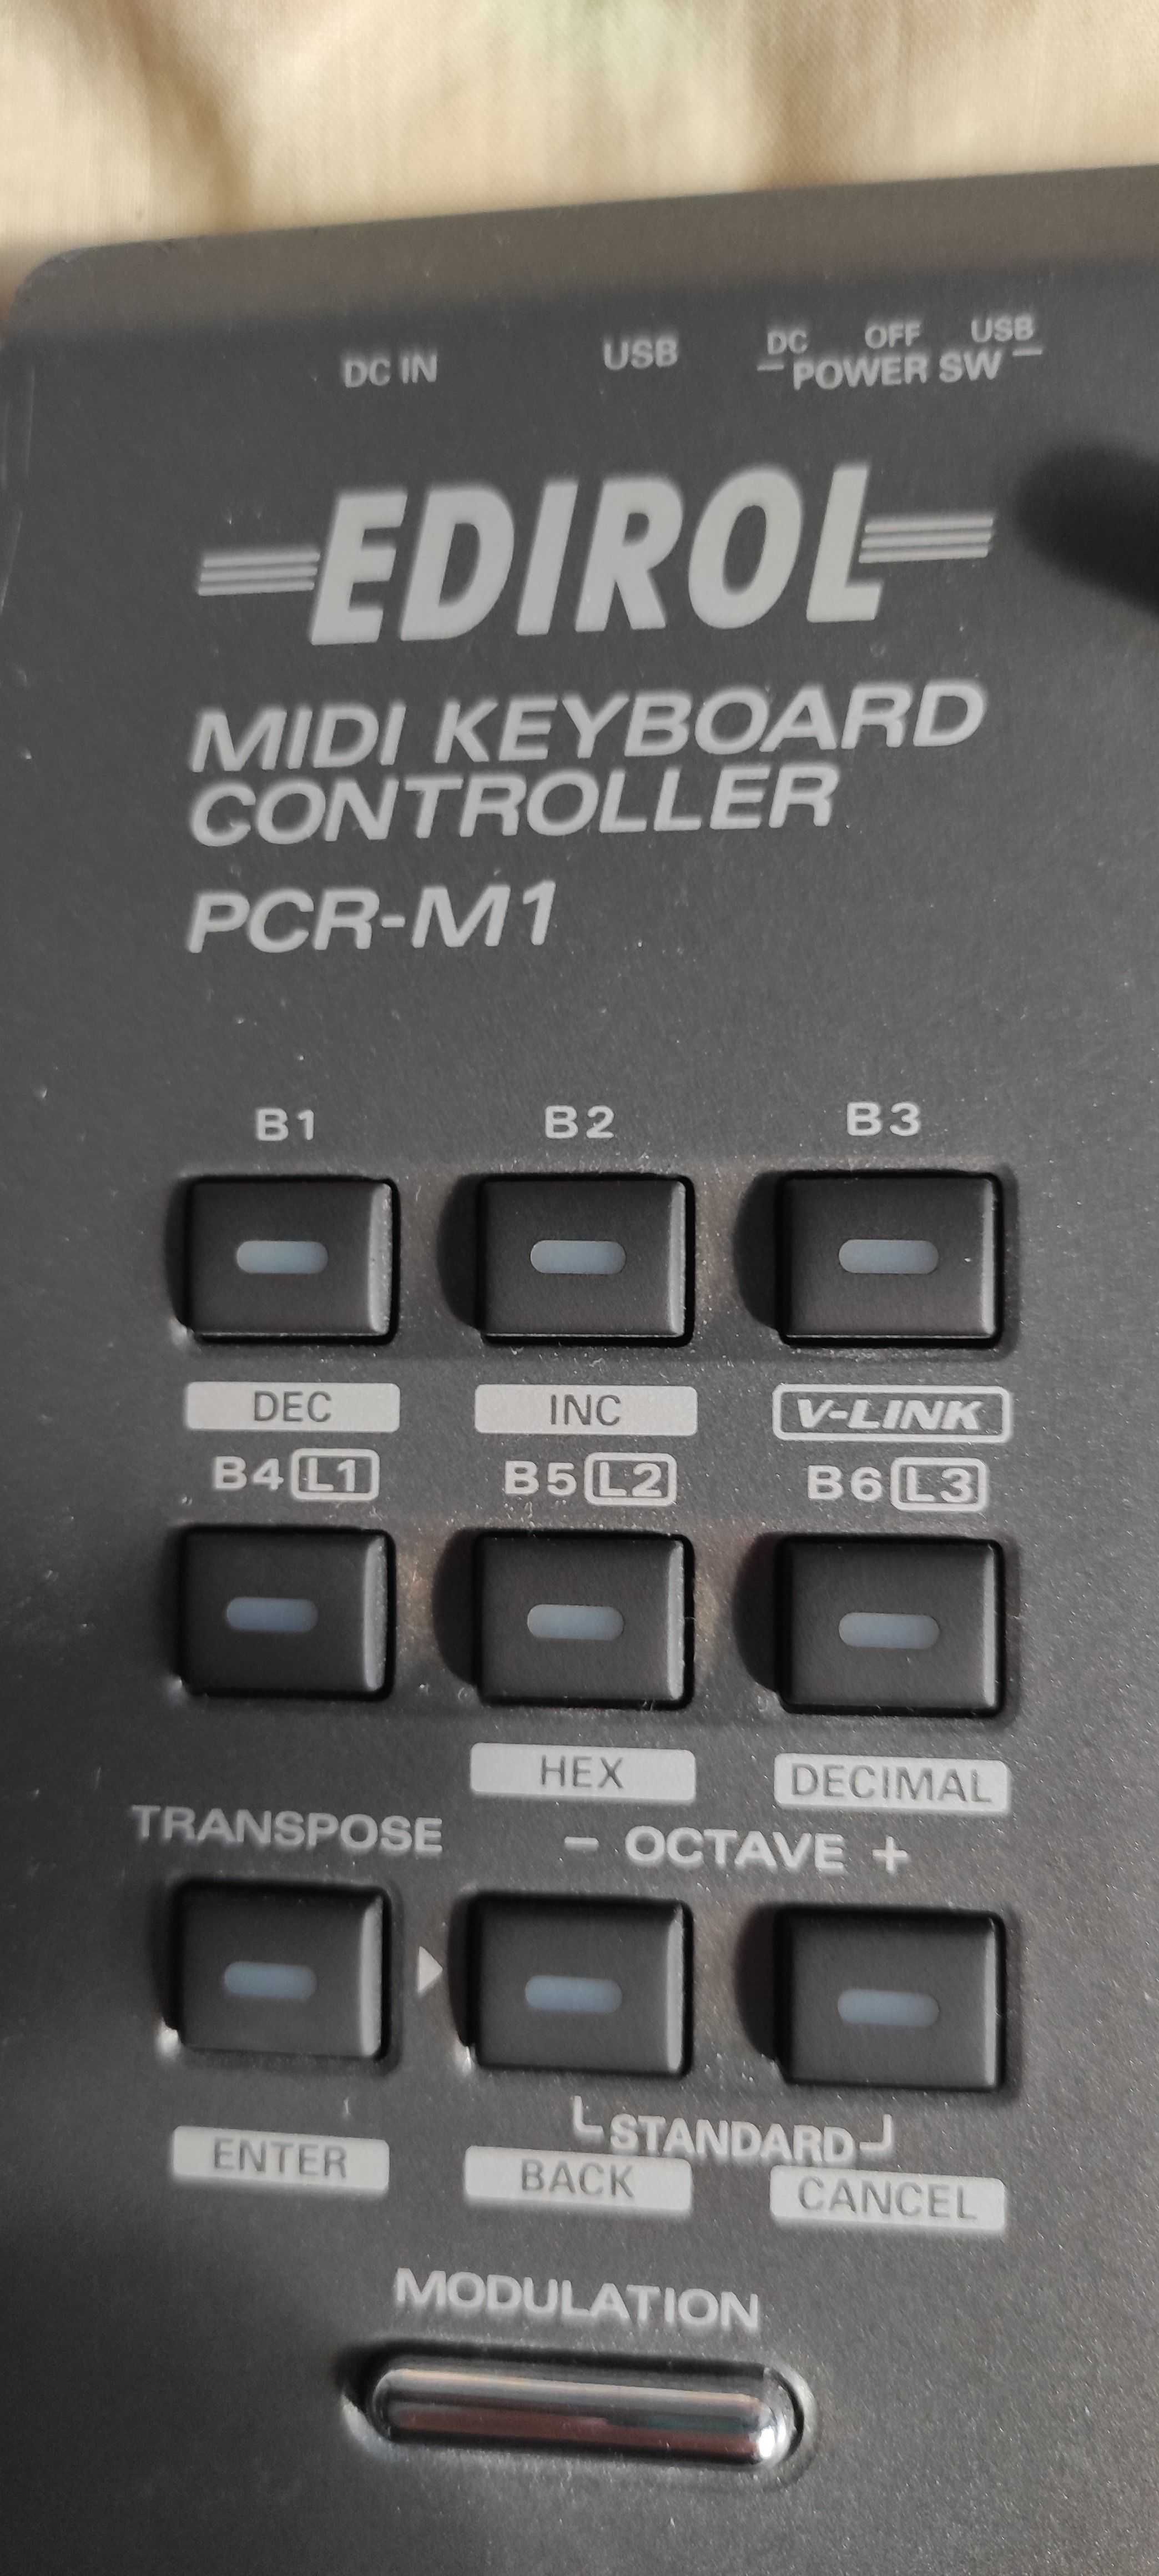 DC IN USB DC OFF USB
POWER SW
EDIROL
MIDI KEYBOARD
CONTROLLER
PCR-M1
B1 B2 B3
DEC INC V-LINK
B4 L1 B5 L2 B6 L3
HEX DECIMAL
TRANSPOSE - OCTAVE +
STANDARD
ENTER BACK CANCEL
MODULATION